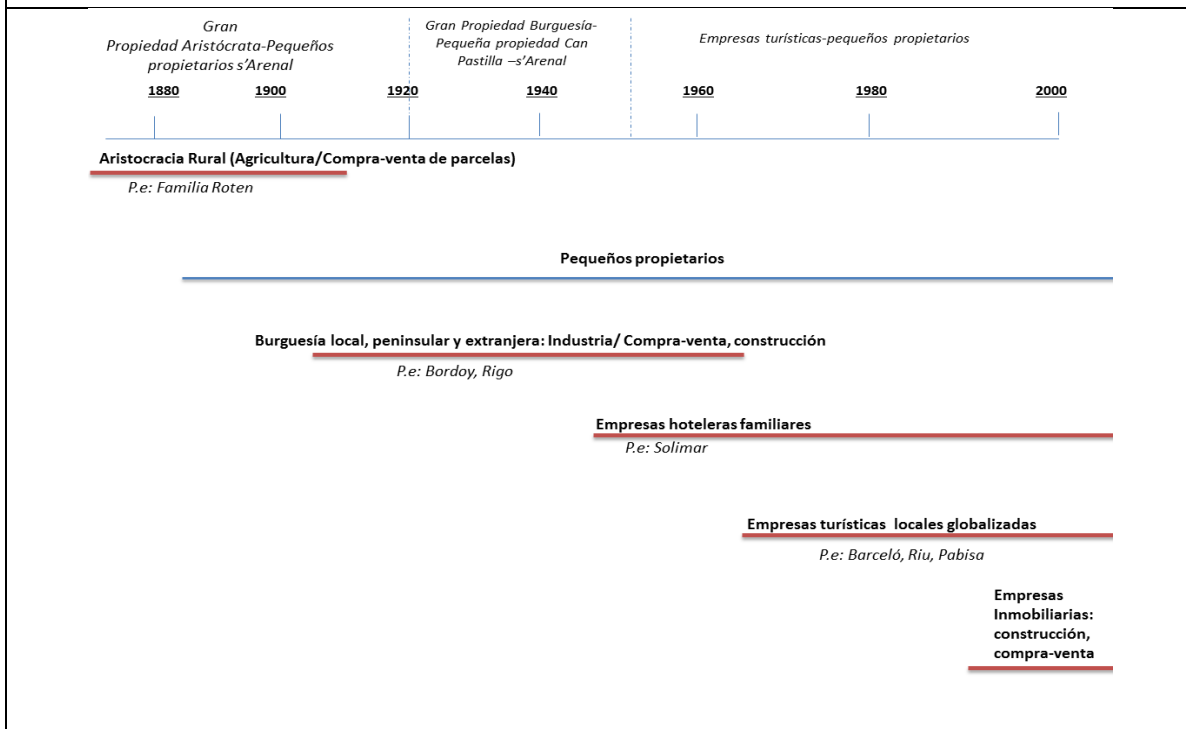 Gran
Propiedad Aristócrata-Pequeños
propietarios s'Arenal
Gran Propiedad Burguesía-
Pequeña propiedad Can
Pastilla –s'Arenal
Empresas turísticas-pequeños propietarios
1880 1900 1920 1940 1960 1980 2000
Aristocracia Rural (Agricultura/Compra-venta de parcelas)
P.e: Familia Roten
Pequeños propietarios
Burguesía local, peninsular y extranjera: Industria/ Compra-venta, construcción
P.e: Bordoy, Rigo
Empresas hoteleras familiares
P.e: Solimar
Empresas turísticas locales globalizadas
P.e: Barceló, Riu, Pabisa
Empresas
Inmobiliarias:
construcción,
compra-venta